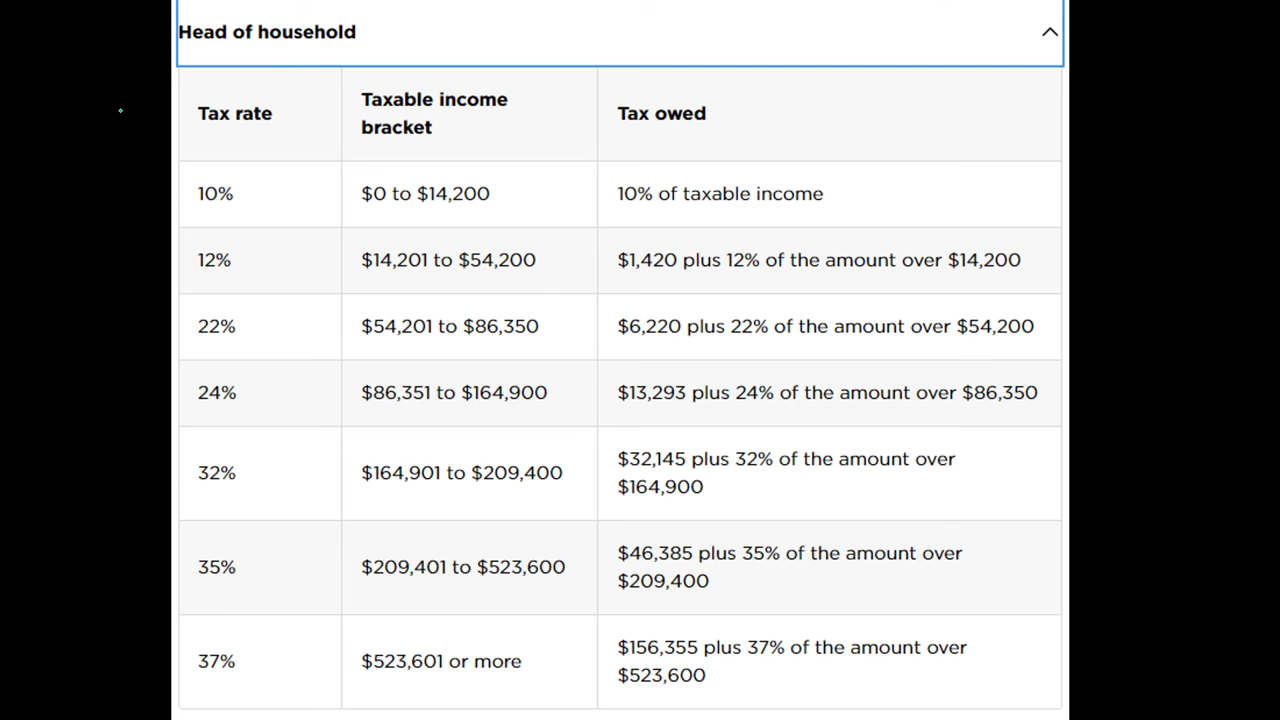 Head of household
Tax rate
Taxable income
bracket
Tax owed
10%
$0 to $14,200
10% of taxable income
12%
$14,201 to $54,200
$1,420 plus 12% of the amount over $14,200
22%
$54,201 to $86,350
$6,220 plus 22% of the amount over $54,200
24%
$86,351 to $164,900
$13,293 plus 24% of the amount over $86,350
32%
$164,901 to $209,400
$32,145 plus 32% of the amount over
$164,900
35%
$209,401 to $523,600
$46,385 plus 35% of the amount over
$209,400
37%
$523,601 or more
$156,355 plus 37% of the amount over
$523,600